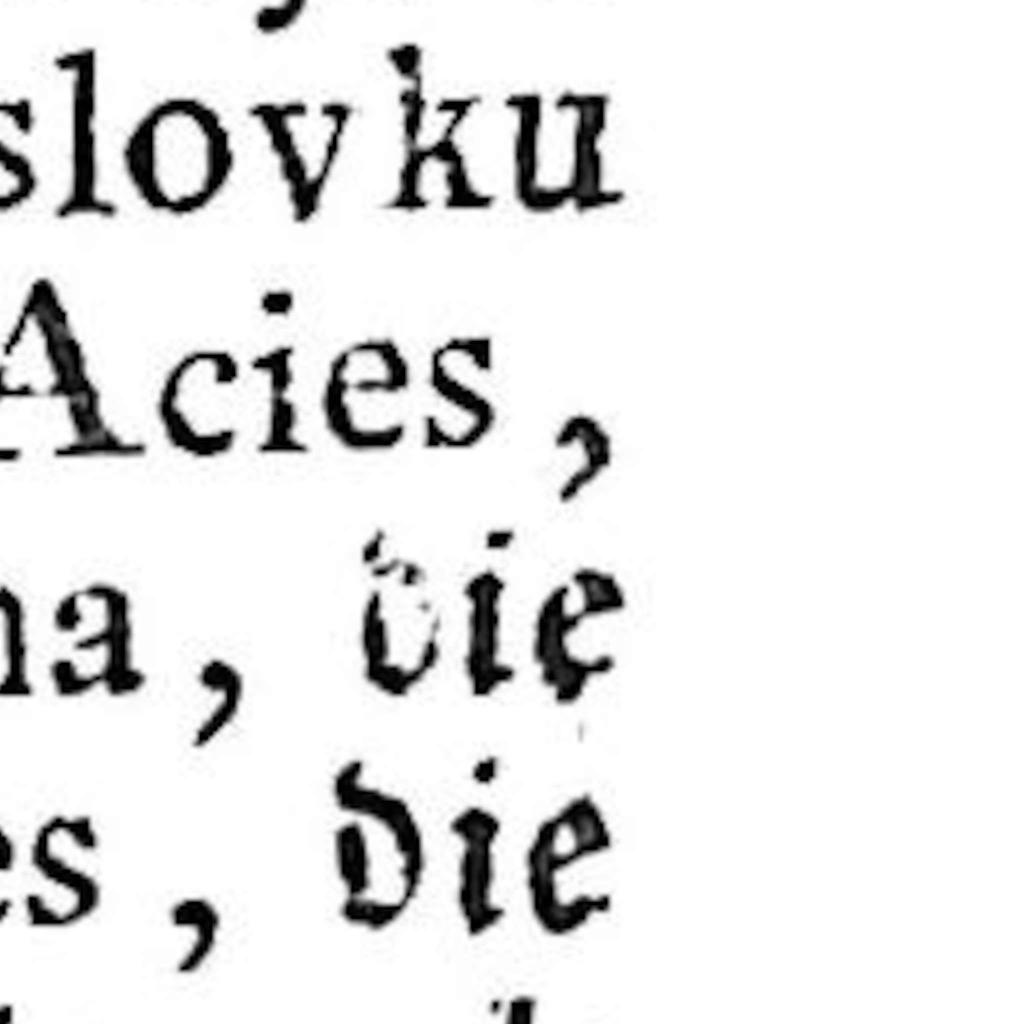 slovku
Acies,
na, die
es, die